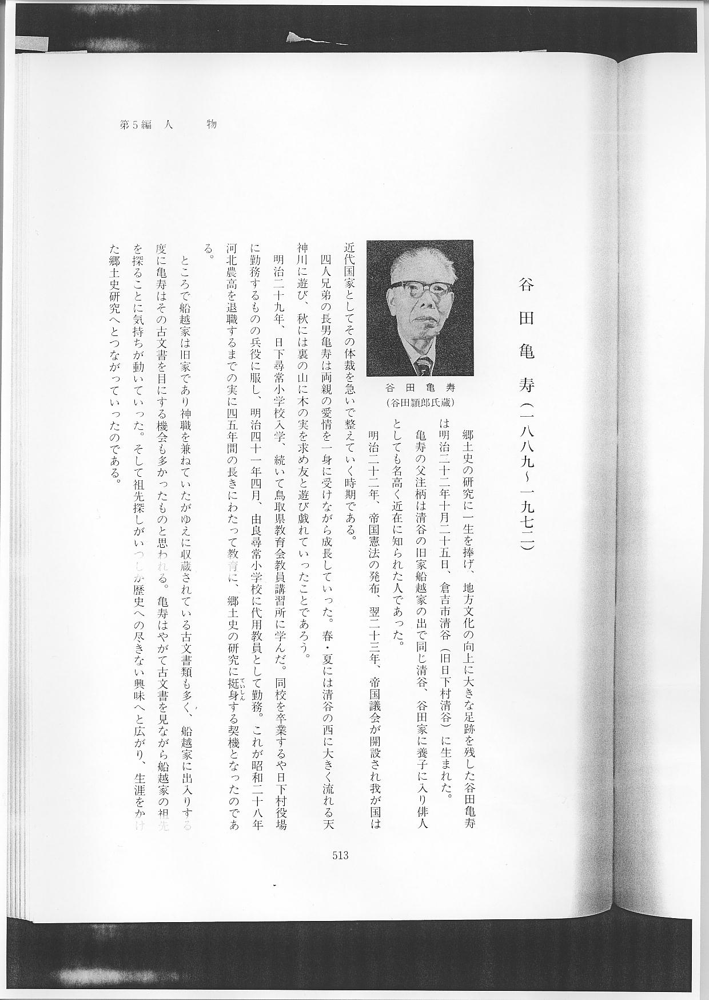 第5編 人 物
谷田亀寿(一八八九〜一九七二)
谷田亀寿
(谷田頴郎氏蔵)
郷土史の研究に一生を捧げ、地方文化の向上に大きな足跡を残した谷田亀寿
は明治二十二年十月二十五日、倉吉市清谷(旧日下村清谷)に生まれた。
亀寿の父注柄は清谷の旧家船越家の出で同じ清谷、谷田家に養子に入り俳人
としても名高く近在に知られた人であった。
明治二十二年、帝国憲法の発布、翌二十三年、帝国議会が開設され我が国は
近代国家としてその体裁を急いで整えていく時期である。
四人兄弟の長男亀寿は両親の愛情を一身に受けながら成長していった。春・夏には清谷の西に大きく流れる天
神川に遊び、秋には裏の山に木の実を求め友と遊び戯れていったことであろう。
明治二十九年、日下尋常小学校入学、続いて鳥取県教育会教員講習所に学んだ。同校を卒業するや日下村役場
に勤務するものの兵役に服し、明治四十一年四月、由良尋常小学校に代用教員として勤務。これが昭和二十八年
河北農高を退職するまでの実に四五年間の長きにわたって教育に、郷土史の研究に挺身する契機となったのであ
ていしん
る。
ところで船越家は旧家であり神職を兼ねていたがゆえに収蔵されている古文書類も多く、船越家に出入りする
度に亀寿はその古文書を目にする機会も多かったものと思われる。亀寿はやがて古文書を見ながら船越家の祖先
を探ることに気持ちが動いていった。そして祖先探しがいつしか歴史への尽きない興味へと広がり、生涯をかけ
た郷土史研究へとつながっていったのである。
513